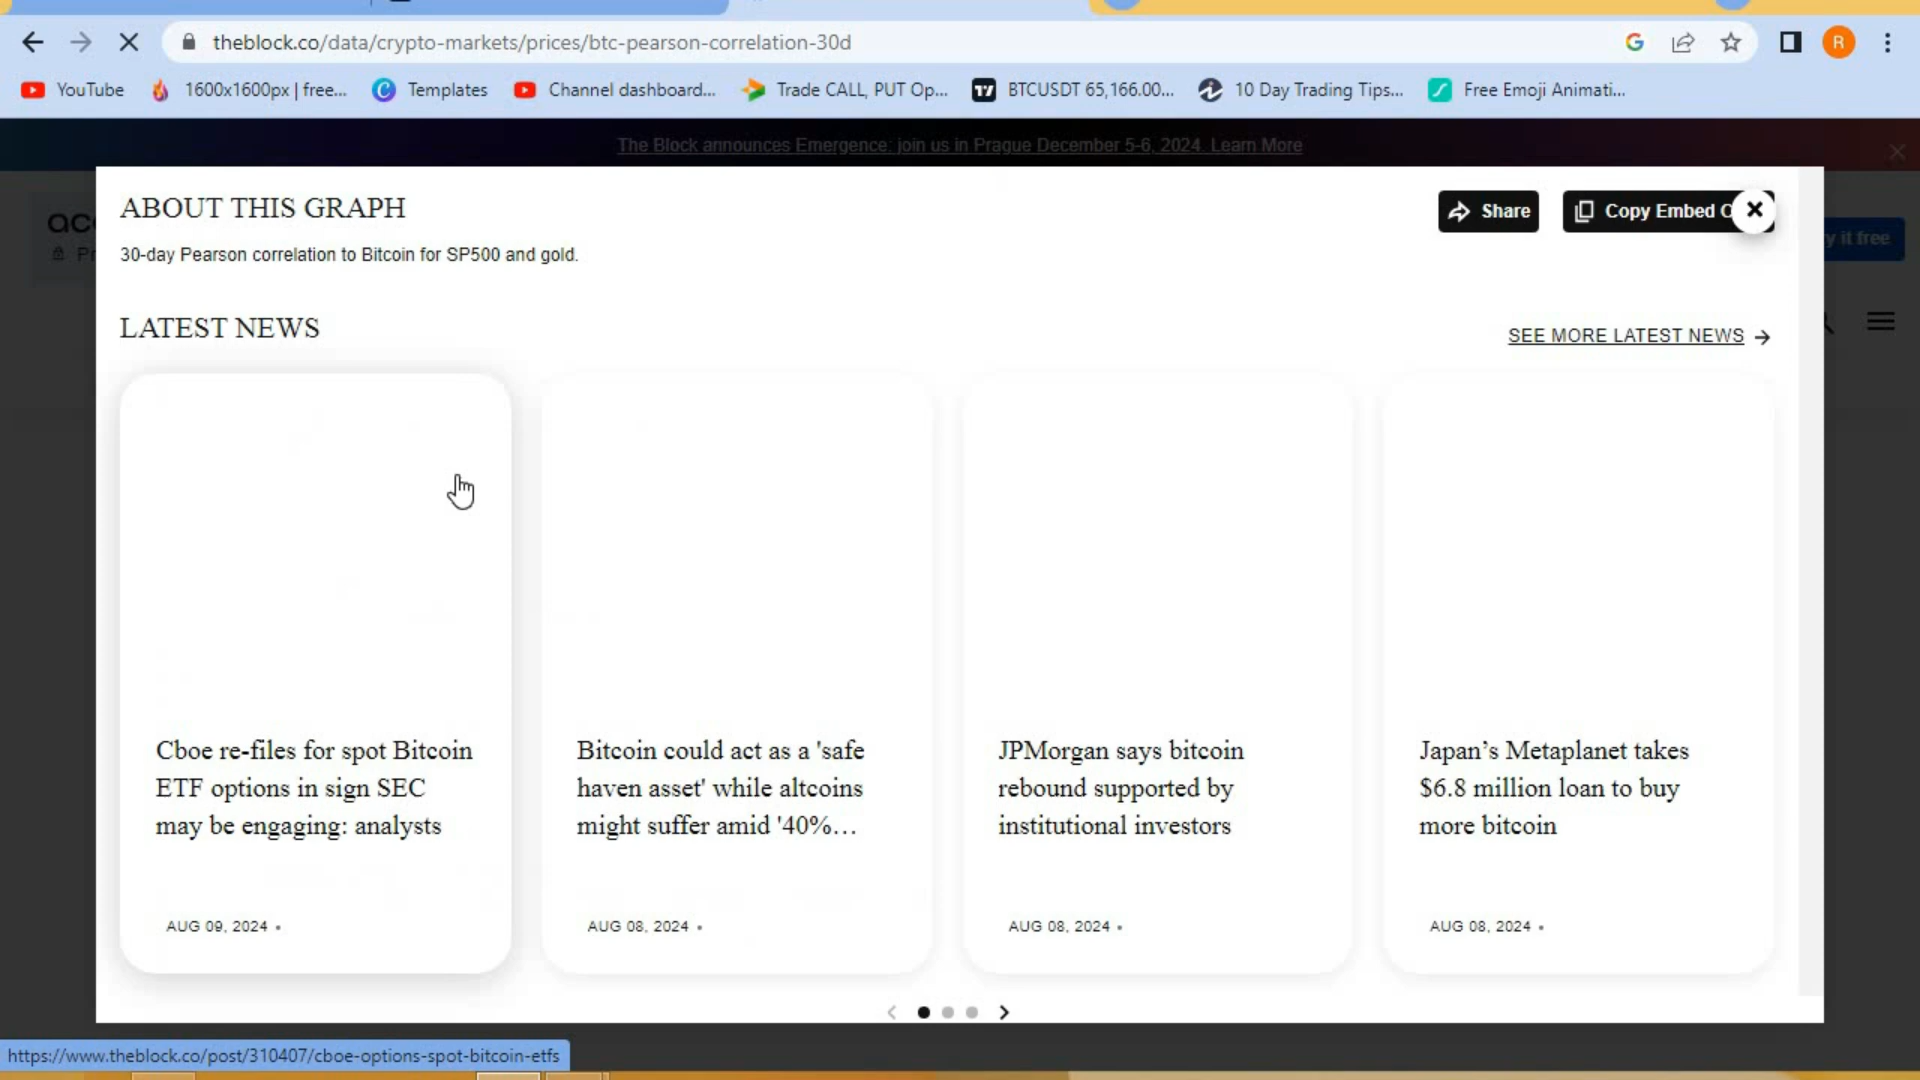 theblock.co/data/crypto-markets/prices/btc-pearson-correlation-30d
R
YouTube
1600x1600px | free...
Templates
Channel dashboard...
Trade CALL, PUT Op...
BTCUSDT 65,166.00...
10 Day Trading Tips...
Free Emoji Animati...
The Block announces Emergence: join us in Prague December 5-6, 2024. Learn More
ABOUT THIS GRAPH
Share
Copy Embed
30-day Pearson correlation to Bitcoin for SP500 and gold.
y it free
LATEST NEWS
SEE MORE LATEST NEWS →
Cboe re-files for spot Bitcoin
ETF options in sign SEC
may be engaging: analysts
AUG 09, 2024 •
Bitcoin could act as a 'safe
haven asset' while altcoins
might suffer amid '40%...
AUG 08, 2024 •
JPMorgan says bitcoin
rebound supported by
institutional investors
AUG 08, 2024 •
Japan’s Metaplanet takes
$6.8 million loan to buy
more bitcoin
AUG 08, 2024 •
https://www.theblock.co/post/310407/cboe-options-spot-bitcoin-etfs